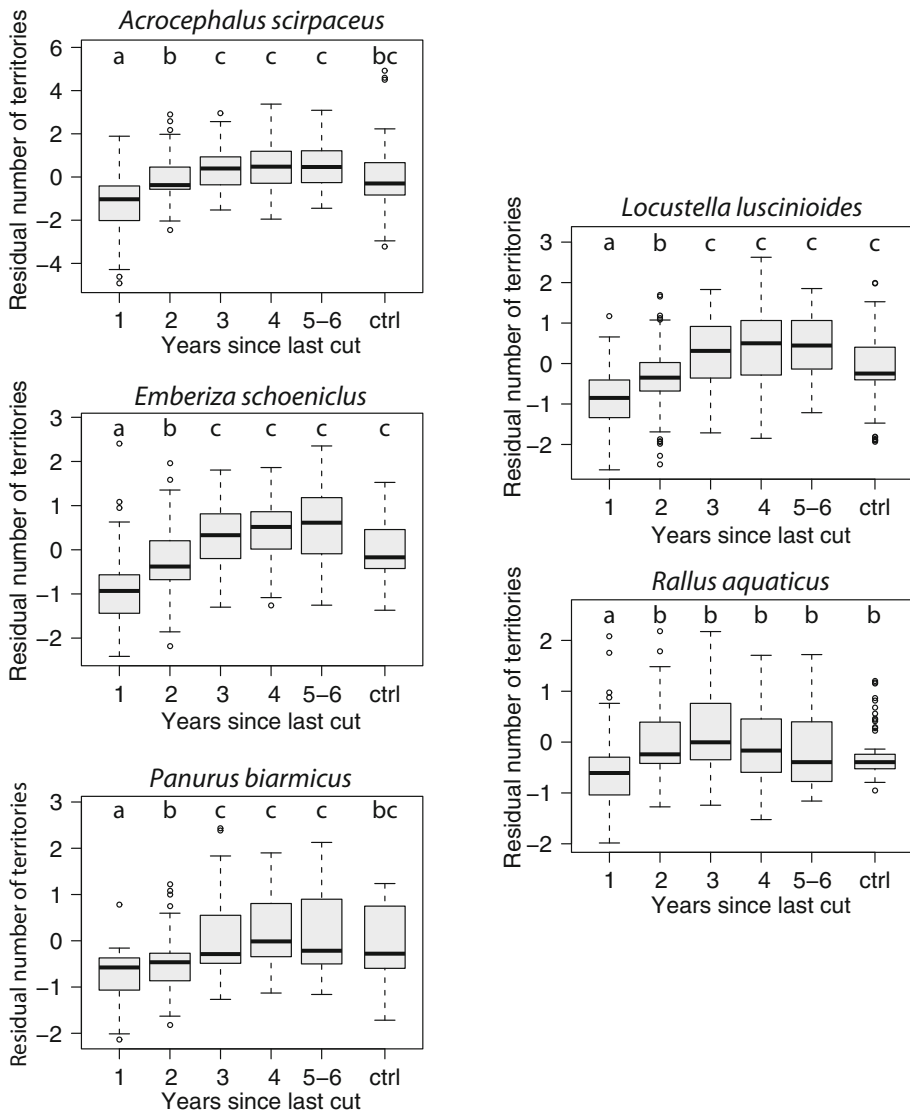 Acrocephalus scirpaceus
Residual number of territories
6
4
2
0
−2
−4
a b c c c bc
1 2 3 4 5−6 ctrl
Years since last cut
Emberiza schoeniclus
Residual number of territories
3
2
1
0
−1
−2
a b c c c c
1 2 3 4 5−6 ctrl
Years since last cut
Panurus biarmicus
Residual number of territories
3
2
1
0
−1
−2
a b c c c bc
1 2 3 4 5−6 ctrl
Years since last cut
Locustella luscinioides
Residual number of territories
3
2
1
0
−1
−2
a b c c c c
1 2 3 4 5−6 ctrl
Years since last cut
Rallus aquaticus
Residual number of territories
2
1
0
−1
−2
a b b b b b
1 2 3 4 5−6 ctrl
Years since last cut